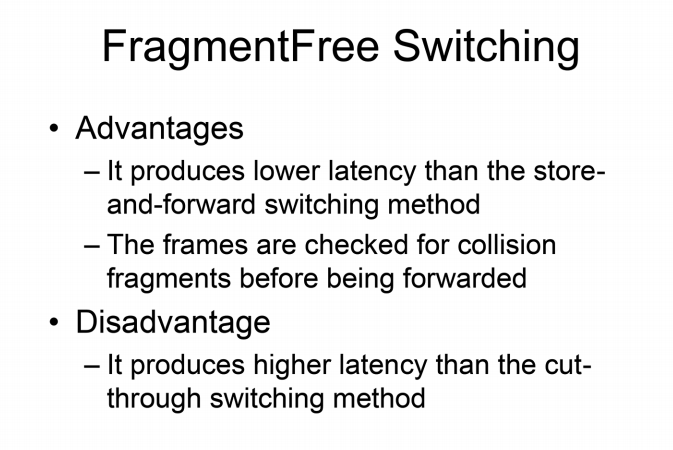 FragmentFree Switching
• Advantages
– It produces lower latency than the store-
and-forward switching method
– The frames are checked for collision
fragments before being forwarded
• Disadvantage
– It produces higher latency than the cut-
through switching method